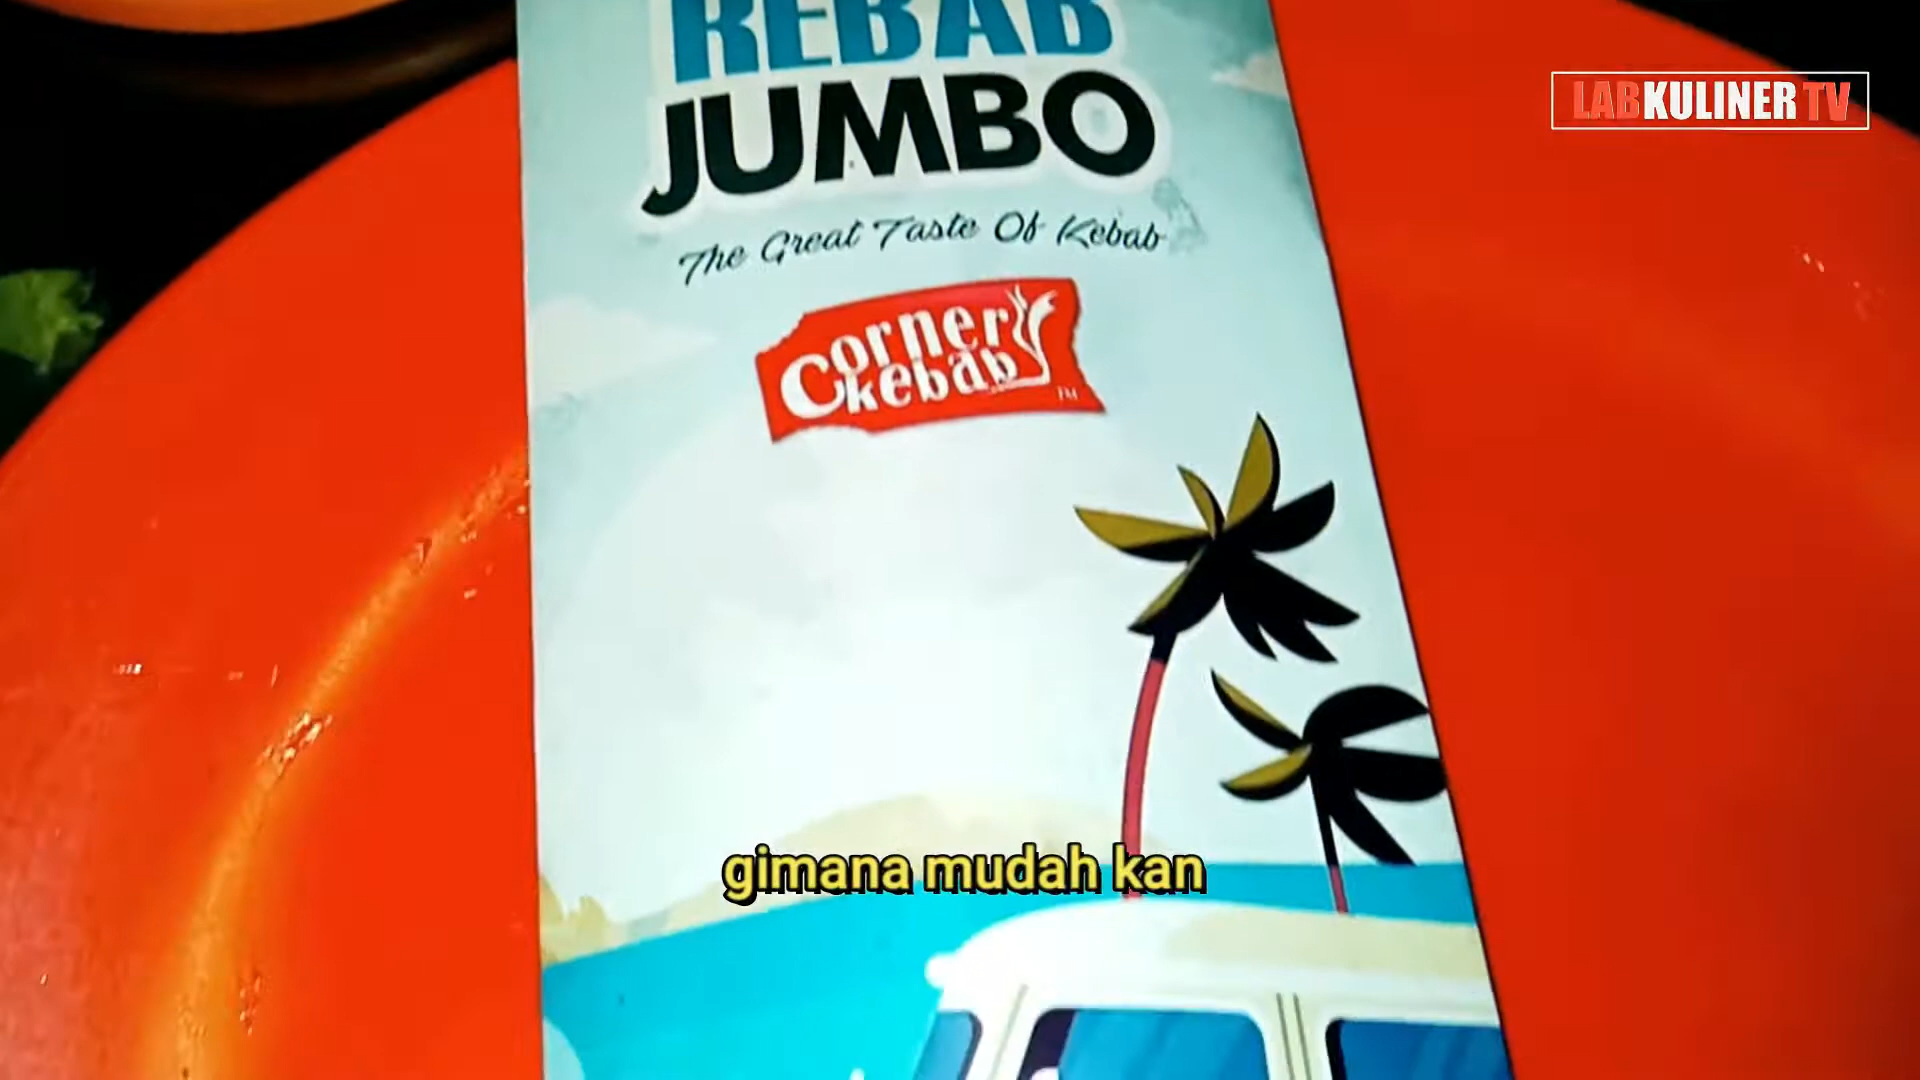 KEBAB
JUMBO
The Great Taste Of Kebab
Corner
kebab
TM
LABKULINER TV
gimana mudah kan